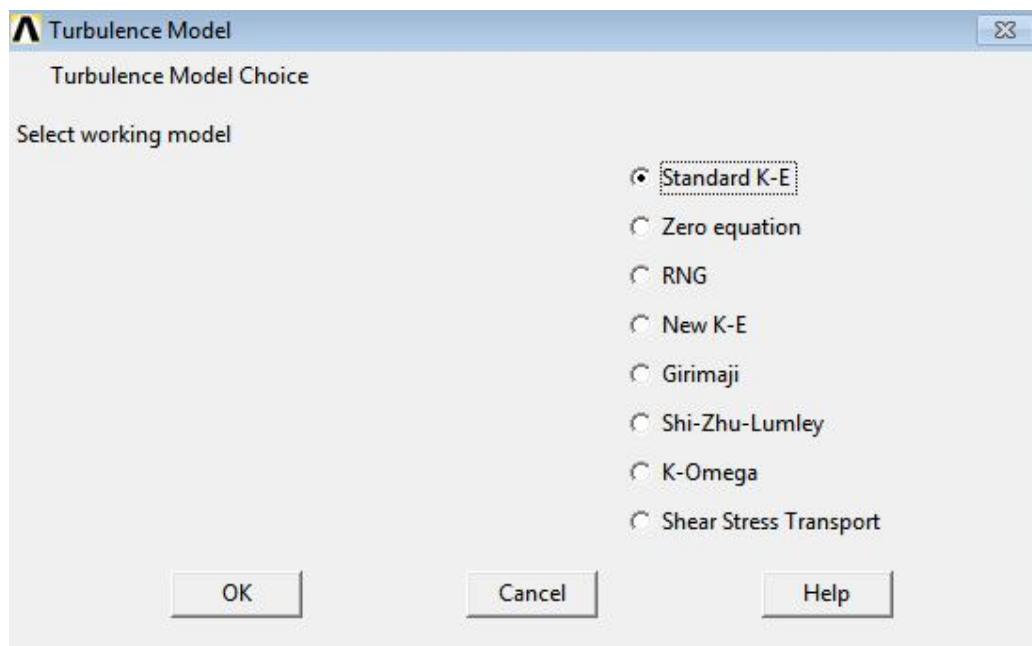 Turbulence Model
Turbulence Model Choice
Select working model
Standard K-E
Zero equation
RNG
New K-E
Girimaji
Shi-Zhu-Lumley
K-Omega
Shear Stress Transport
OK Cancel Help